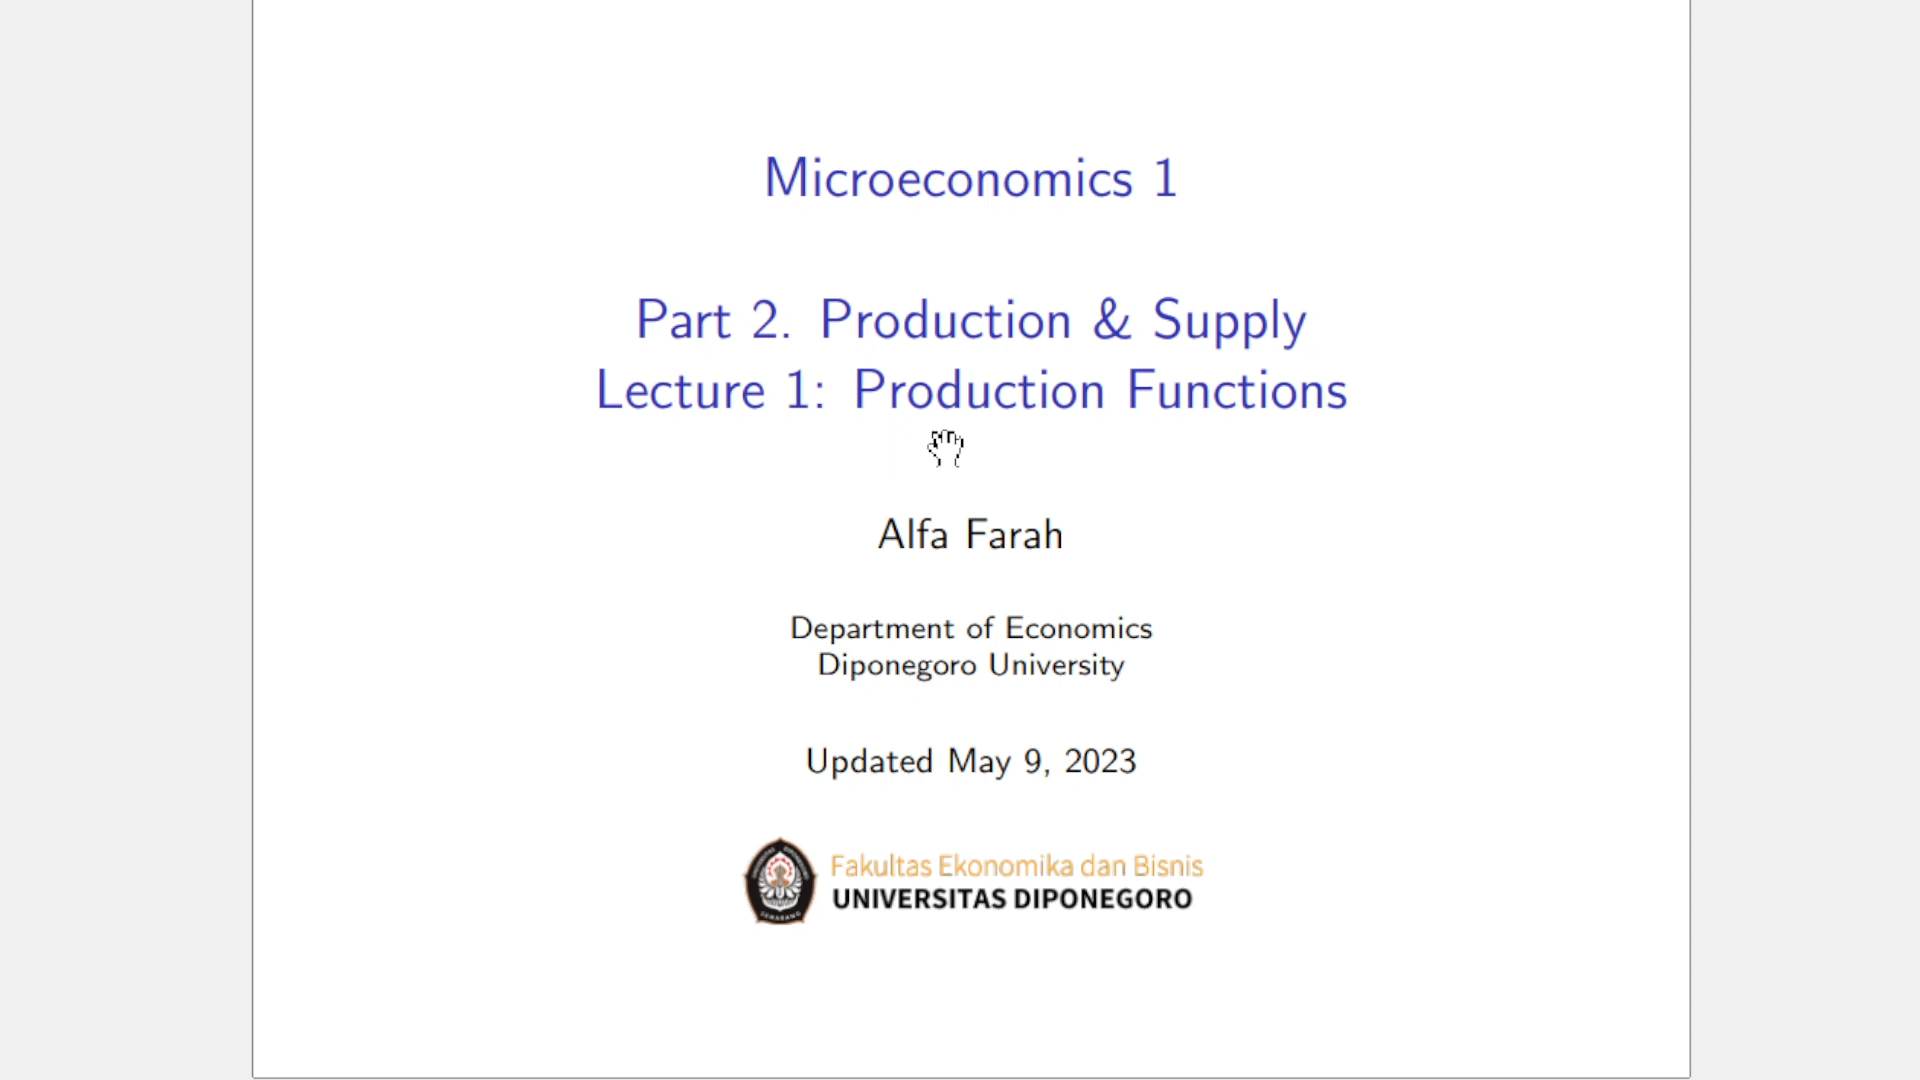 Microeconomics 1
Part 2. Production & Supply
Lecture 1: Production Functions
Alfa Farah
Department of Economics
Diponegoro University
Updated May 9, 2023
Fakultas Ekonomika dan Bisnis
UNIVERSITAS DIPONEGORO
SEMARANG